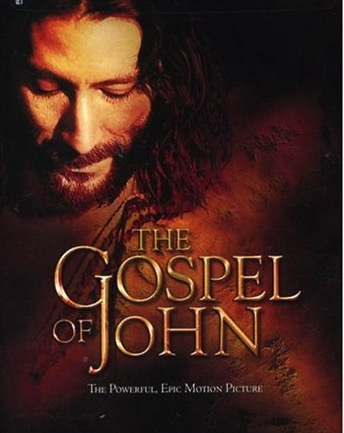 THE
GOSPEL
OF JOHN
THE POWERFUL, EPIC MOTION PICTURE